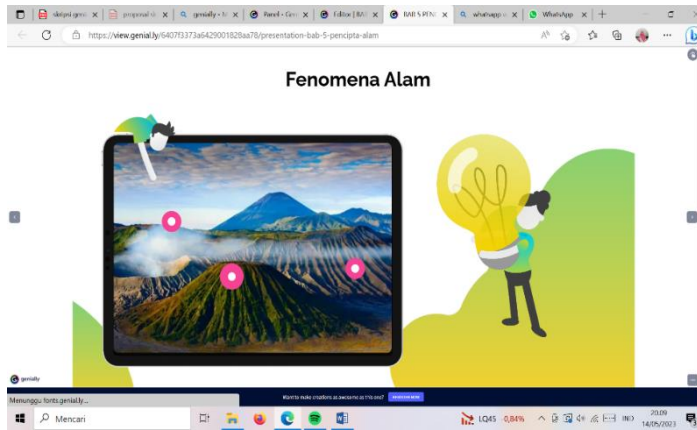 skripsi geni
proposal sk
genially - S
Panel - Gen
Editor | BAB
BAB 5 PENC
whatsapp w
WhatsApp
https://view.genial.ly/6407f3373a6429001828aa78/presentation-bab-5-pencipta-alam
Fenomena Alam
genially
Menunggu fonts.genial.ly...
Want to make creations as awesome as this one?
Mencari
LQ45 -0,84%
IND
20.09
14/05/2023